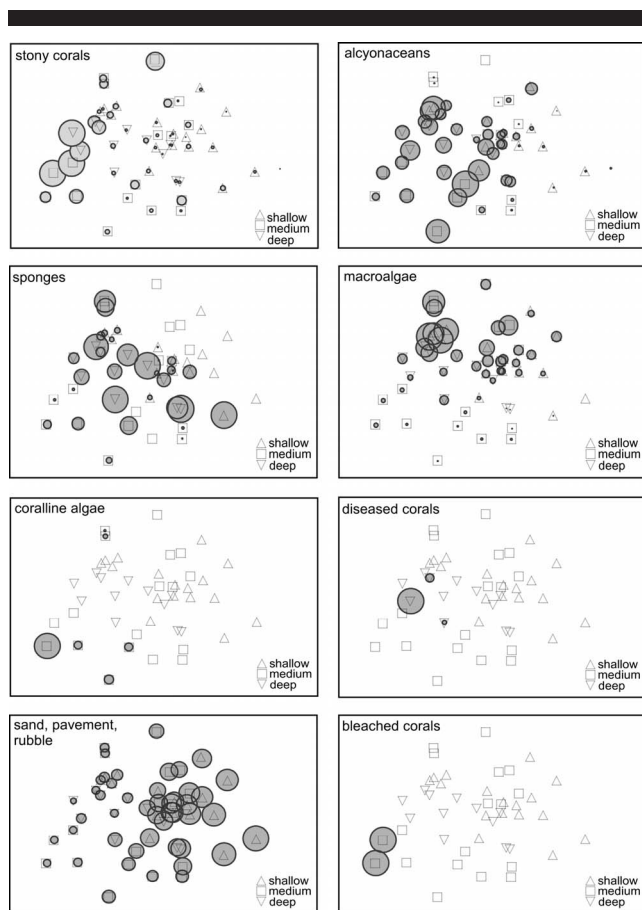 stony corals
shallow
medium
deep
alcyonaceans
shallow
medium
deep
sponges
shallow
medium
deep
macroalgae
shallow
medium
deep
coralline algae
shallow
medium
deep
diseased corals
shallow
medium
deep
sand, pavement,
rubble
shallow
medium
deep
bleached corals
shallow
medium
deep